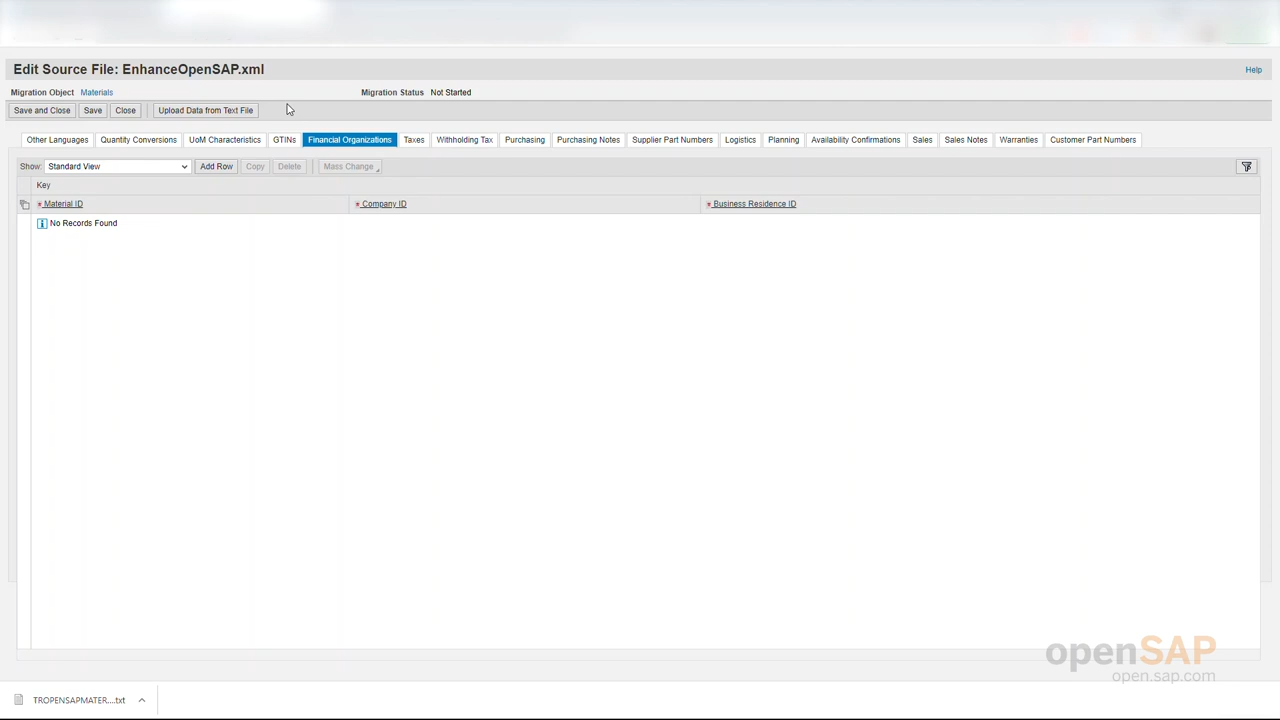 Edit Source File: EnhanceOpenSAP.xml
Help
Migration Object Materials Migration Status Not Started
Save and Close Save Close Upload Data from Text File
Other Languages Quantity Conversions UoM Characteristics GTINs Financial Organizations Taxes Withholding Tax Purchasing Purchasing Notes Supplier Part Numbers Logistics Planning Availability Confirmations Sales Sales Notes Warranties Customer Part Numbers
Show: Standard View Add Row Copy Delete Mass Change
Key
Material ID Company ID Business Residence ID
No Records Found
openSAP
open.sap.com
TROPENSAPMATER....txt